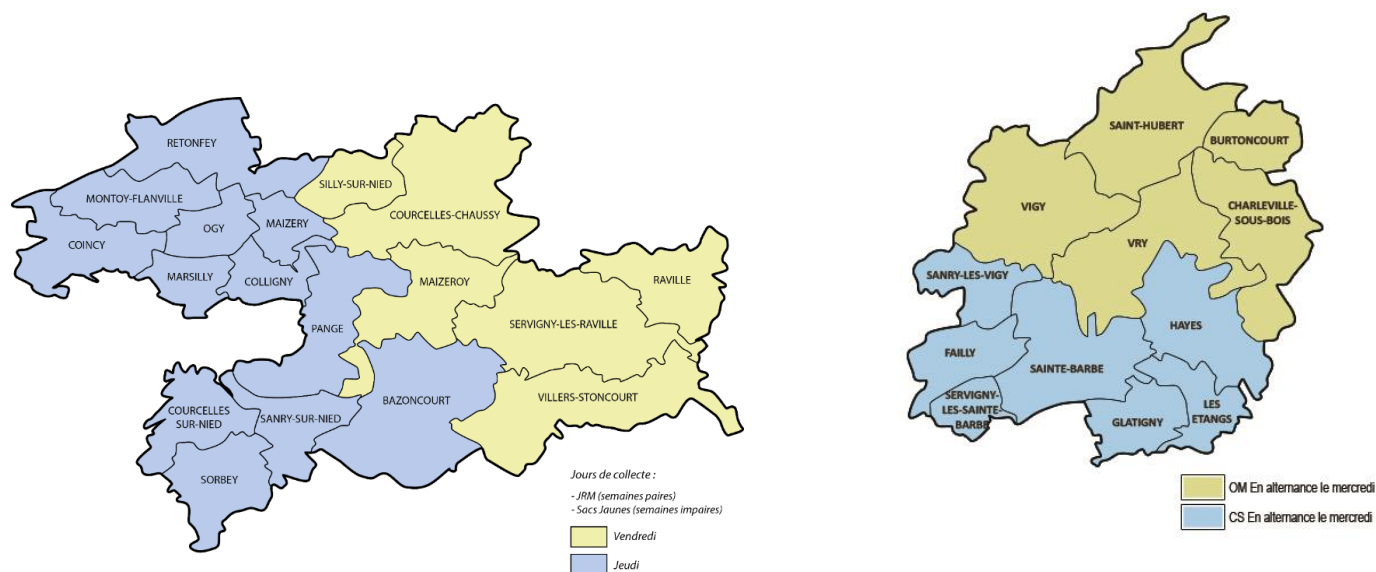 RETONFEY
SILLY-SUR-NIED
MONTOY-FLANVILLE
COURCELLES-CHAUSSY
MAIZERY
OGY
COINCY
MARSILLY
COLLIGNY
MAIZEROY
RAVILLE
PANGE
SERVIGNY-LES-RAVILLE
BAZONCOURT
VILLERS-STONCOURT
COURCELLES
SUR-NIED
SANRY-SUR-NIED
SORBEY
Jours de collecte :
- JRM (semaines paires)
- Sacs Jaunes (semaines impaires)
Vendredi
Jeudi
SAINT-HUBERT
BURTONCOURT
VIGY
CHARLEVILLE-
SOUS-BOIS
VRY
SANRY-LES-VIGY
HAYES
FAILLY
SAINTE-BARBE
SERVIGNY-
LES-SAINTE-
BARBE
LES
ETANGS
GLATIGNY
OM En alternance le mercredi
CS En alternance le mercredi